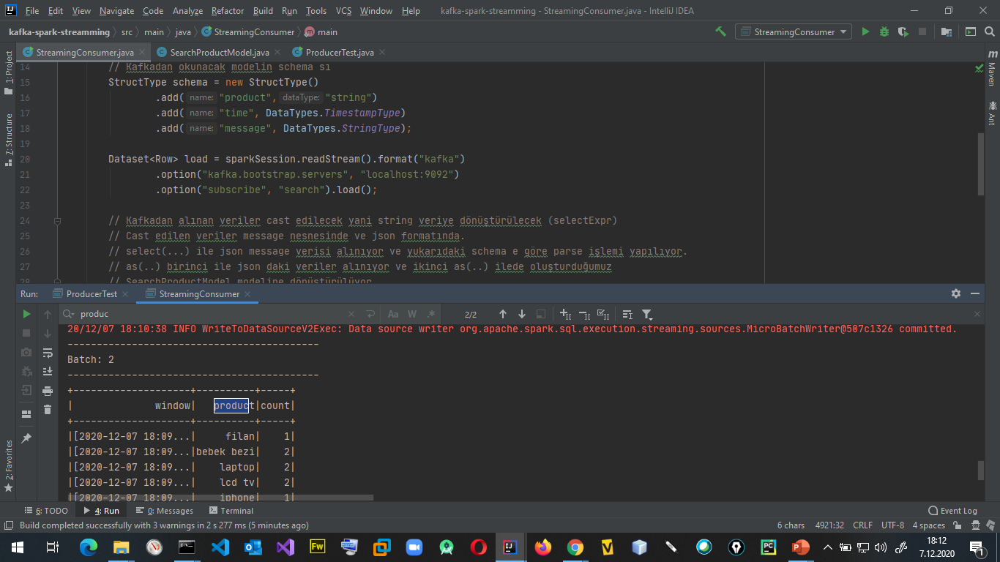 File Edit View Navigate Code Analyze Refactor Build Run Tools VCS Window Help kafka-spark-streamming - StreamingConsumer.java - IntelliJ IDEA
kafka-spark-streamming src main java StreamingConsumer main StreamingConsumer
StreamingConsumer.java SearchProductModel.java ProducerTest.java
1: Project
7: Structure
2: Favorites
Maven
Ant
14 // Kafkadan okunacak modelin schema sı
15 StructType schema = new StructType()
16 .add( name: "product", dataType: "string")
17 .add( name: "time", DataTypes.TimestampType)
18 .add( name: "message", DataTypes.StringType);
19
20 Dataset<Row> load = sparkSession.readStream().format("kafka")
21 .option("kafka.bootstrap.servers", "localhost:9092")
22 .option("subscribe", "search").load();
23
24 // Kafkadan alınan veriler cast edilecek yani string veriye dönüştürülecek (selectExpr)
25 // Cast edilen veriler message nesnesinde ve json formatında.
26 // select(...) ile json message verisi alınıyor ve yukarıdaki schema e göre parse işlemi yapılıyor.
27 // as(..) birinci ile json daki veriler alınıyor ve ikinci as(..) ilede oluşturduğumuz
28 // SearchProductModel modeline dönüştürülüyor
Run: ProducerTest StreamingConsumer
produc Aa W .* 2/2
20/12/07 18:10:38 INFO WriteToDataSourceV2Exec: Data source writer org.apache.spark.sql.execution.streaming.sources.MicroBatchWriter@507c1326 committed.
-------------------------------------------
Batch: 2
-------------------------------------------
+--------------------+----------+-----+
|              window|   product|count|
+--------------------+----------+-----+
|[2020-12-07 18:09...|     filan|    1|
|[2020-12-07 18:09...|bebek bezi|    2|
|[2020-12-07 18:09...|    laptop|    2|
|[2020-12-07 18:09...|    lcd tv|    2|
|[2020-12-07 18:09...|    iphone|    1|
6: TODO 4: Run 0: Messages Terminal Event Log
Build completed successfully with 3 warnings in 2 s 277 ms (5 minutes ago) 6 chars 4921:32 CRLF UTF-8 4 spaces
18:12
7.12.2020